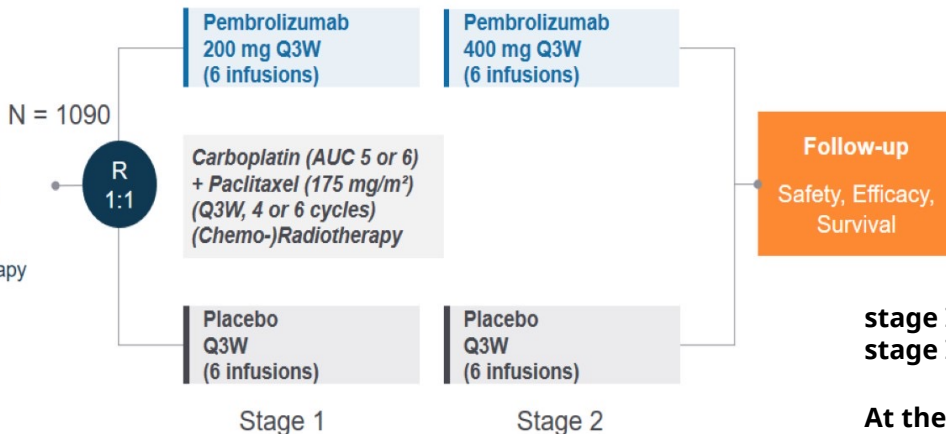 Pembrolizumab
200 mg Q3W
(6 infusions)
Pembrolizumab
400 mg Q3W
(6 infusions)
N = 1090
R
1:1
Carboplatin (AUC 5 or 6)
+ Paclitaxel (175 mg/m²)
(Q3W, 4 or 6 cycles)
(Chemo-)Radiotherapy
Follow-up
Safety, Efficacy,
Survival
Placebo
Q3W
(6 infusions)
Placebo
Q3W
(6 infusions)
stage
stage
At the
Stage 1
Stage 2